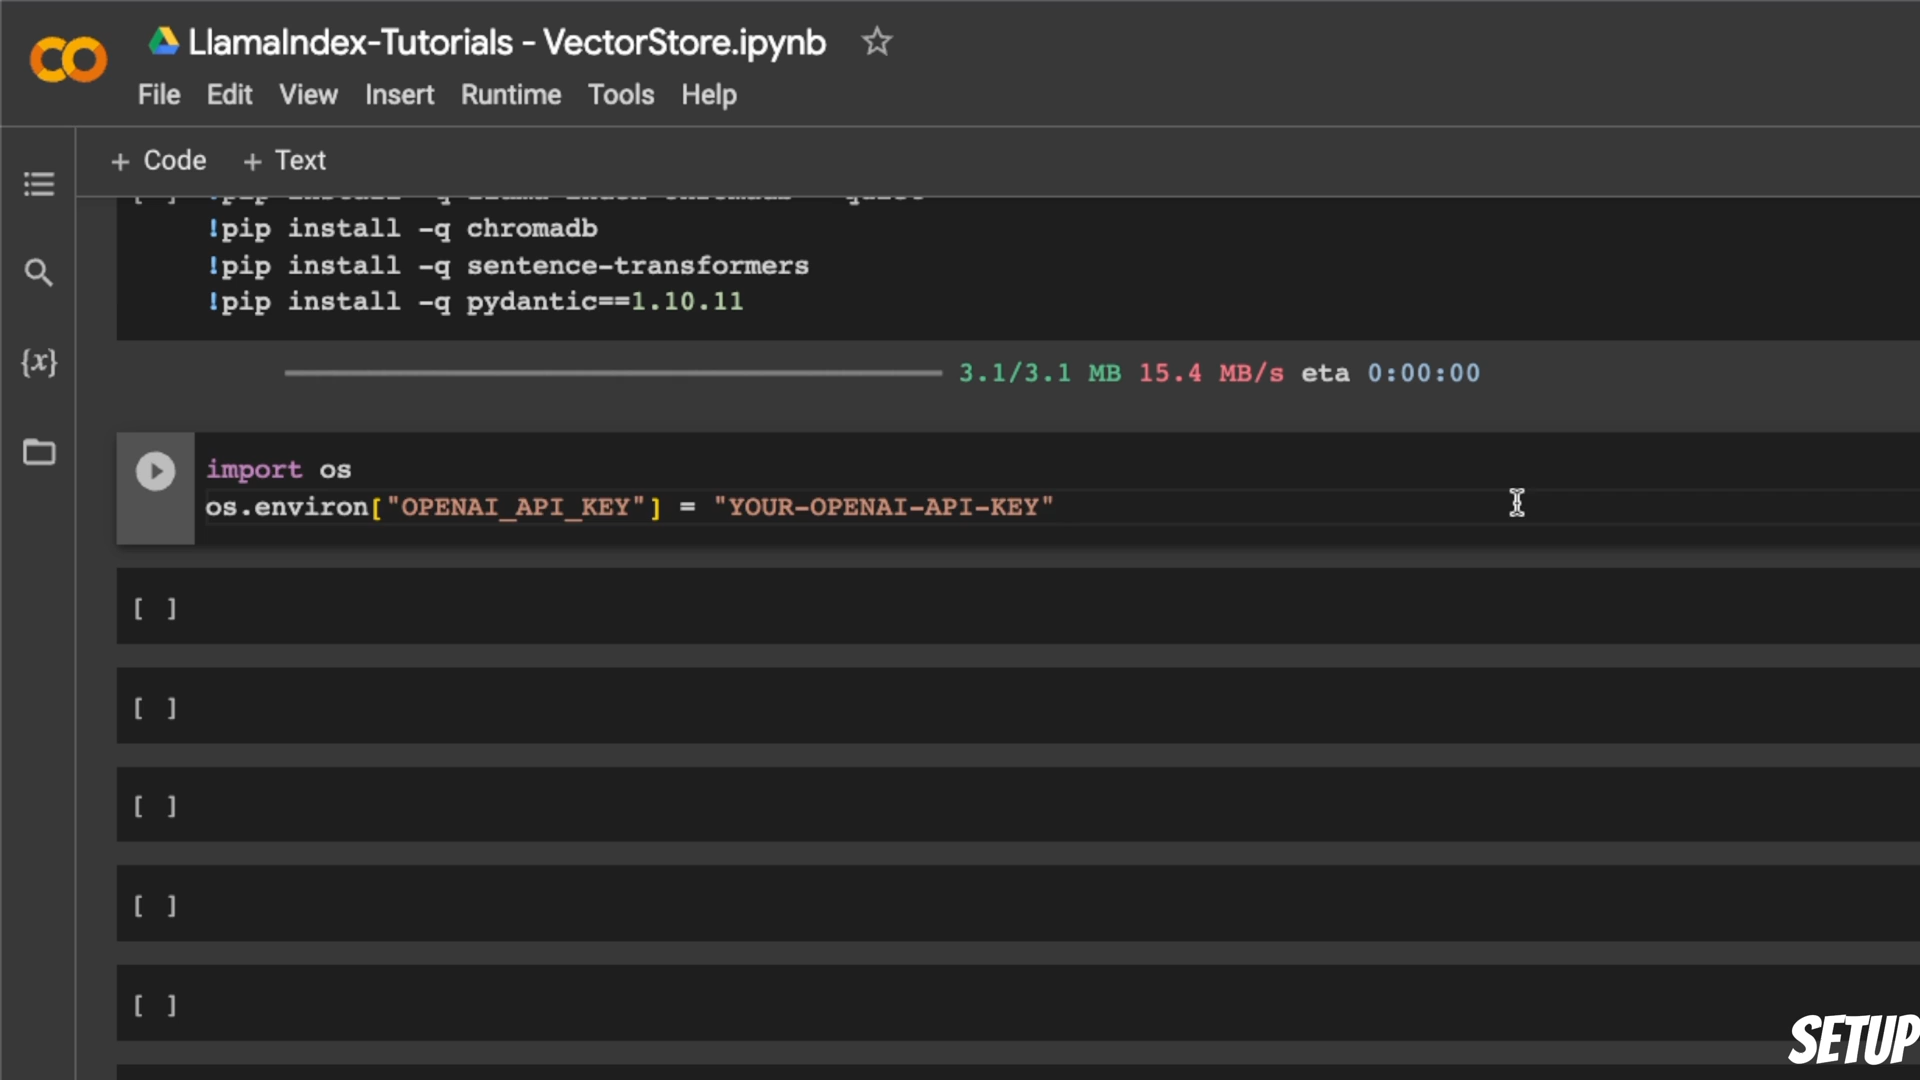 LlamaIndex-Tutorials - VectorStore.ipynb
File Edit View Insert Runtime Tools Help
+ Code + Text
!pip install -q chromadb
!pip install -q sentence-transformers
!pip install -q pydantic==1.10.11
3.1/3.1 MB 15.4 MB/s eta 0:00:00
import os
os.environ["OPENAI_API_KEY"] = "YOUR-OPENAI-API-KEY"
[ ]
[ ]
[ ]
[ ]
[ ]
SETUP